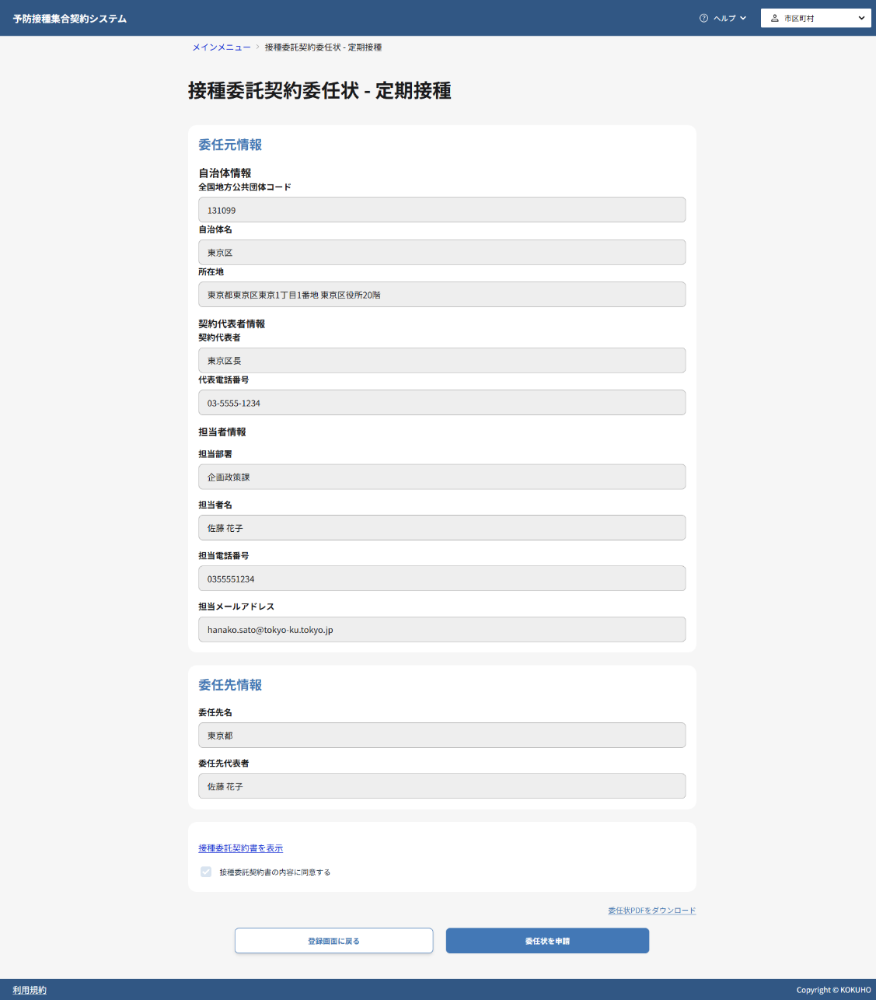 予防接種集合契約システム
ヘルプ
市区町村
メインメニュー > 接種委託契約委任状 - 定期接種
接種委託契約委任状 - 定期接種
委任元情報
自治体情報
全国地方公共団体コード
131099
自治体名
東京区
所在地
東京都東京区東京1丁目1番地 東京区役所20階
契約代表者情報
契約代表者
東京区長
代表電話番号
03-5555-1234
担当者情報
担当部署
企画政策課
担当者名
佐藤 花子
担当電話番号
0355551234
担当メールアドレス
hanako.sato@tokyo-ku.tokyo.jp
委任先情報
委任先名
東京都
委任先代表者
佐藤 花子
接種委託契約書を表示
接種委託契約書の内容に同意する
委任状PDFをダウンロード
登録画面に戻る
委任状を申請
利用規約
Copyright © KOKUHO